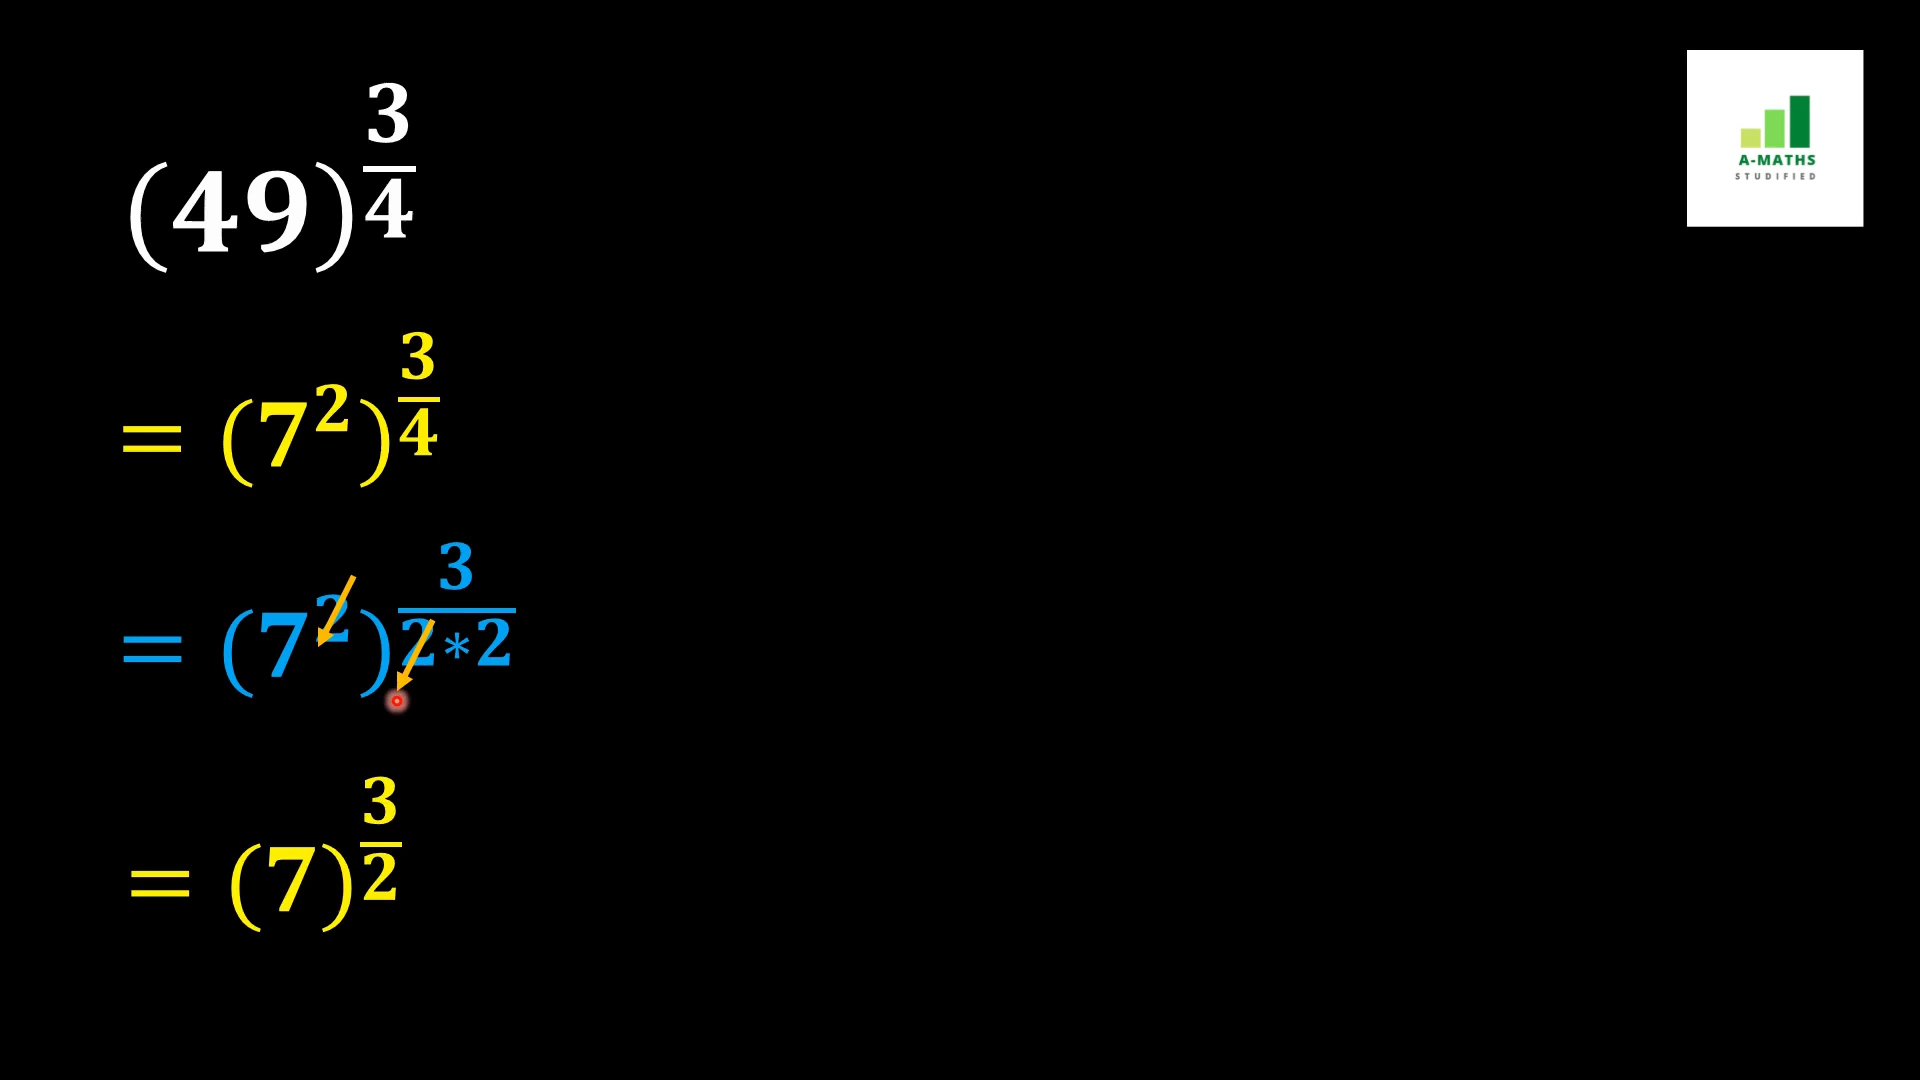 (49)^(3/4)
= (7^2)^(3/4)
= (7^2)^(3/(2*2))
= (7)^(3/2)
A-MATHS
STUDIFIED